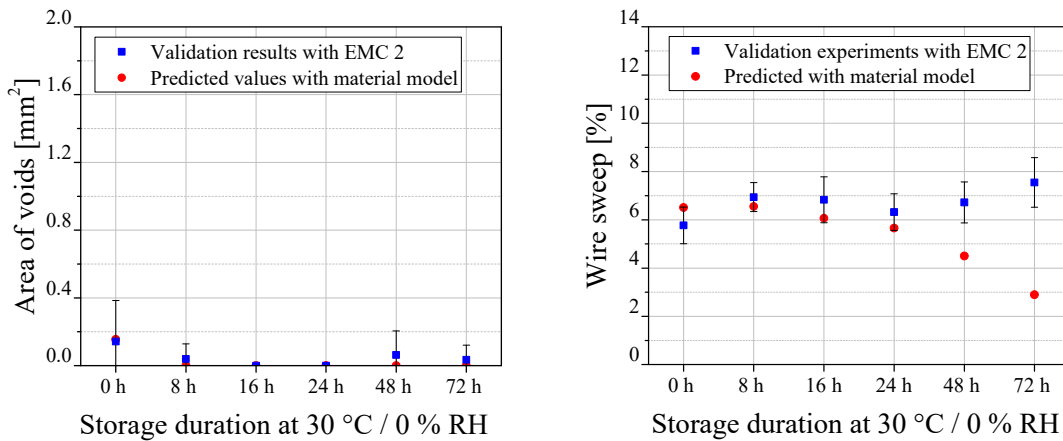 2.0
1.6
1.2
0.8
0.4
0.0
Area of voids [mm²]
Validation results with EMC 2
Predicted values with material model
0 h 8 h 16 h 24 h 48 h 72 h
Storage duration at 30 °C / 0 % RH
14
12
10
8
6
4
2
0
Wire sweep [%]
Validation experiments with EMC 2
Predicted with material model
0 h 8 h 16 h 24 h 48 h 72 h
Storage duration at 30 °C / 0 % RH